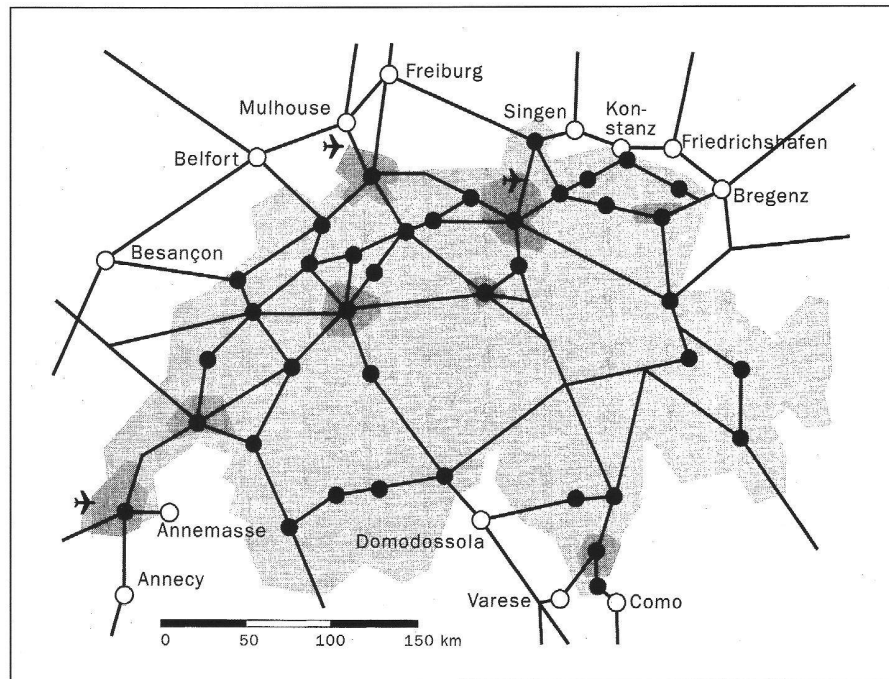 Freiburg
Mulhouse
Singen
Kon-
stanz
Friedrichshafen
Belfort
Bregenz
Besançon
Annemasse
Domodossola
Annecy
Varese
Como
0 50 100 150 km